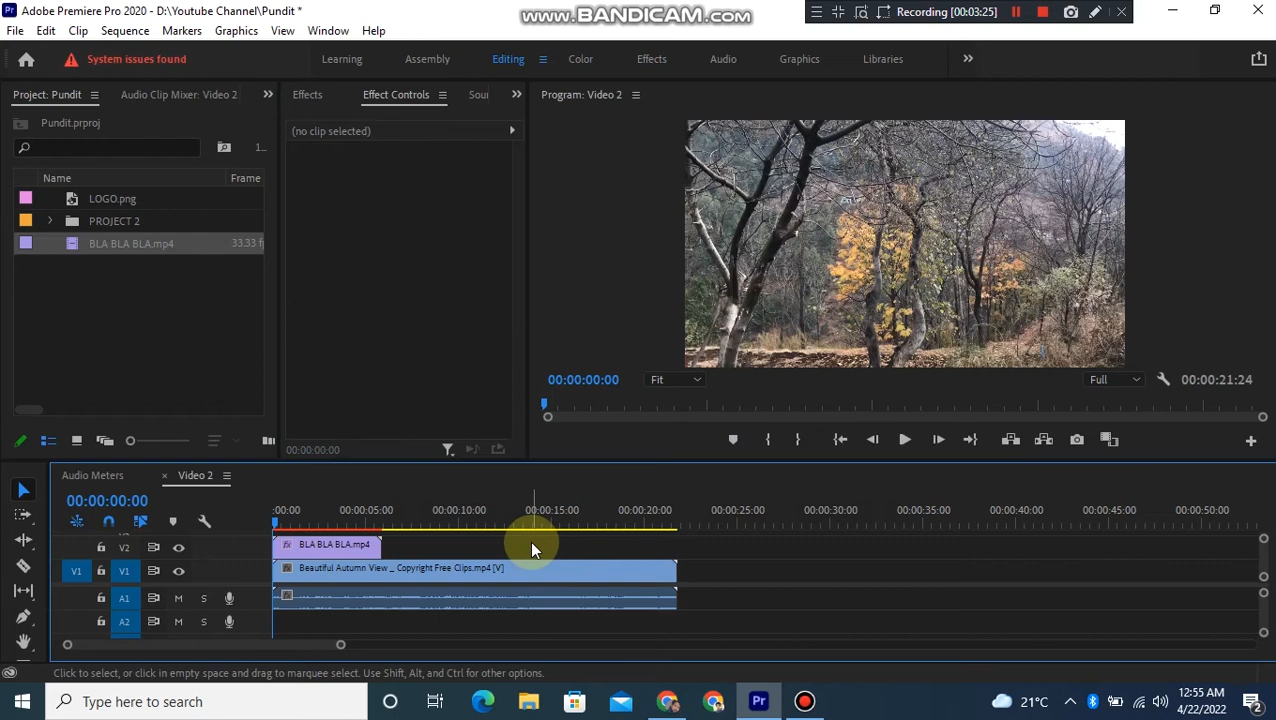 Adobe Premiere Pro 2020 - D:\Youtube Channel\Pundit *
www.BANDICAM.com
Recording [00:03:25]
File Edit Clip Sequence Markers Graphics View Window Help
System issues found
Learning Assembly Editing Color Effects Audio Graphics Libraries
Project: Pundit Audio Clip Mixer: Video 2
Effects Effect Controls Sou
Program: Video 2
Pundit.prproj
(no clip selected)
1...
Name Frame
LOGO.png
PROJECT 2
BLA BLA BLA.mp4 33.33 f
00:00:00:00 Fit Full 00:00:21:24
00:00:00:00
Audio Meters × Video 2
00:00:00:00
:00:00 00:00:05:00 00:00:10:00 00:00:15:00 00:00:20:00 00:00:25:00 00:00:30:00 00:00:35:00 00:00:40:00 00:00:45:00 00:00:50:00
V2 BLA BLA BLA.mp4
V1 V1 Beautiful Autumn View _ Copyright Free Clips.mp4 [V]
A1 M S
A2 M S
Click to select, or click in empty space and drag to marquee select. Use Shift, Alt, and Ctrl for other options.
Type here to search
Pr
21°C
12:55 AM
4/22/2022
2